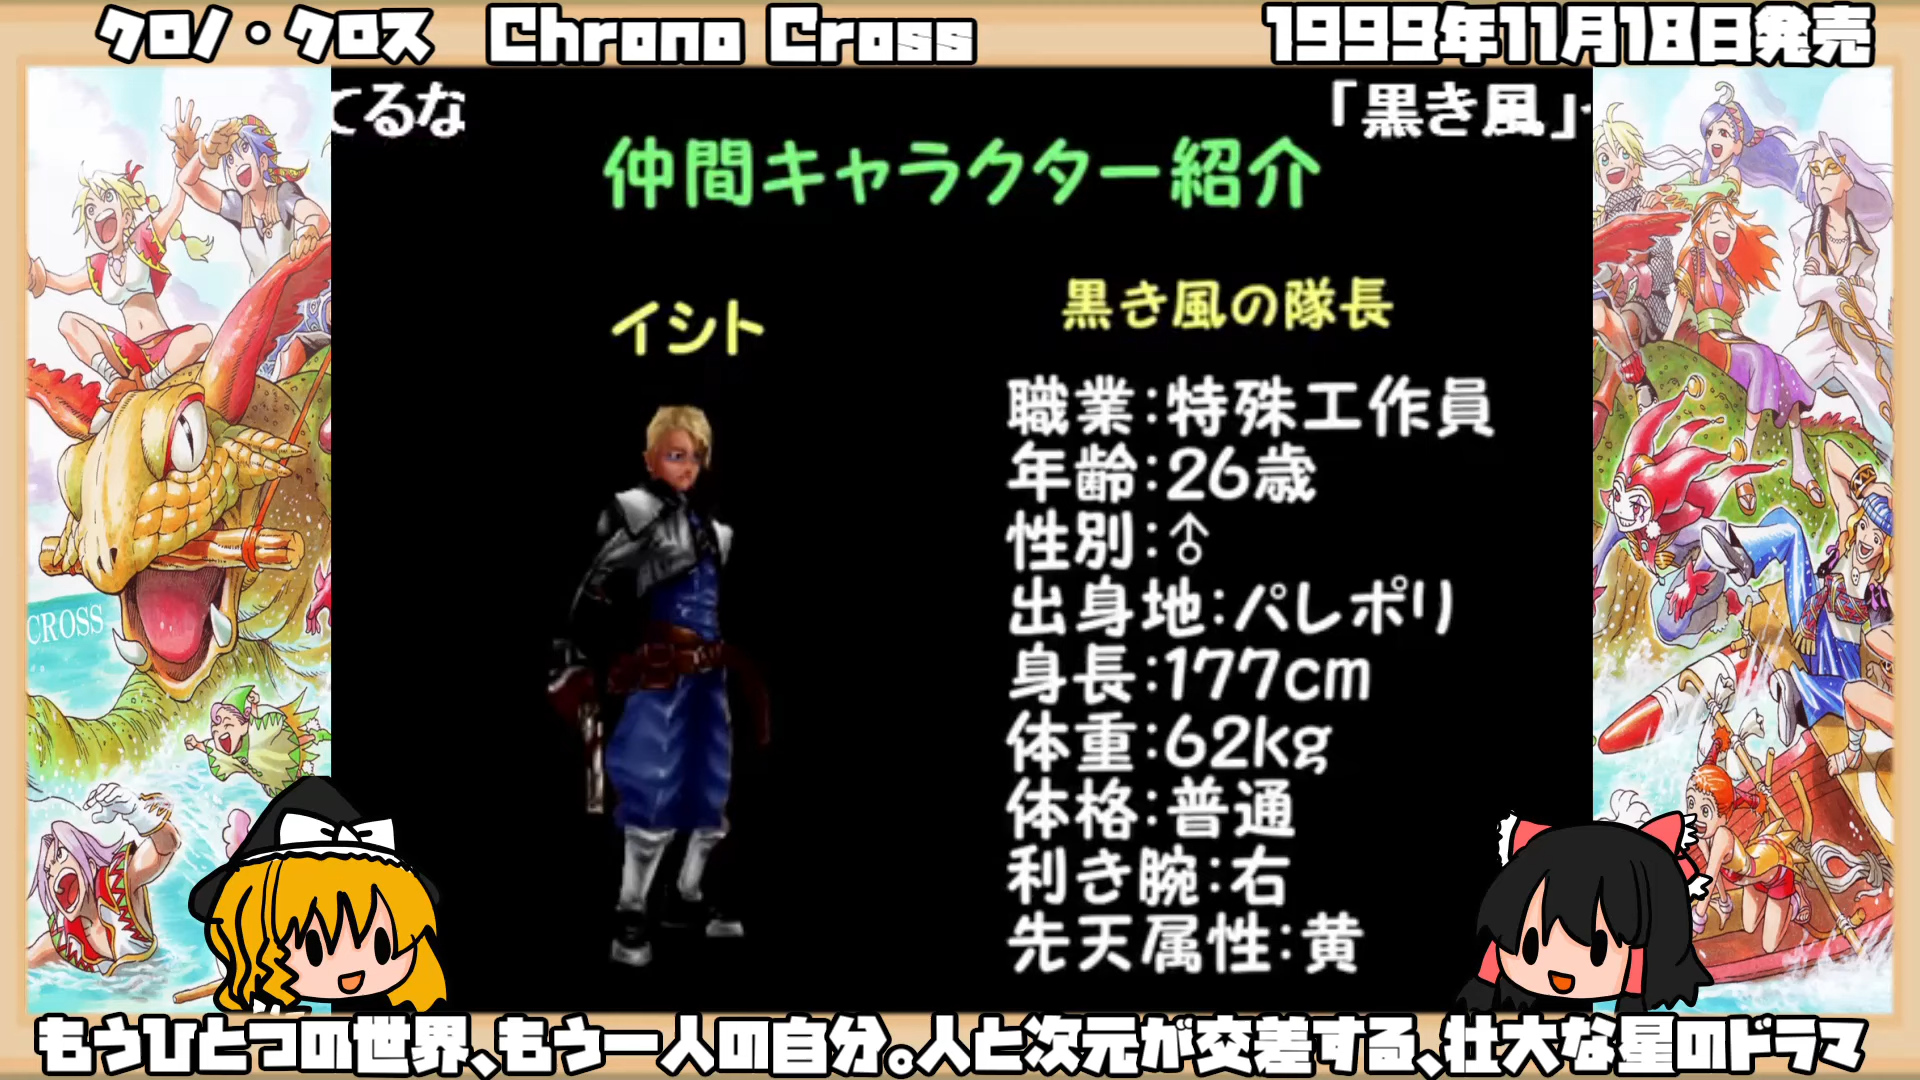 クロノ・クロス　Chrono Cross
1999年11月18日発売
てるな
「黒き風」
仲間キャラクター紹介
イシト
黒き風の隊長
職業：特殊工作員
年齢：26歳
性別：♂
出身地：パレポリ
身長：177cm
体重：62kg
体格：普通
利き腕：右
先天属性：黄
CROSS
もうひとつの世界、もう一人の自分。人と次元が交差する、壮大な星のドラマ